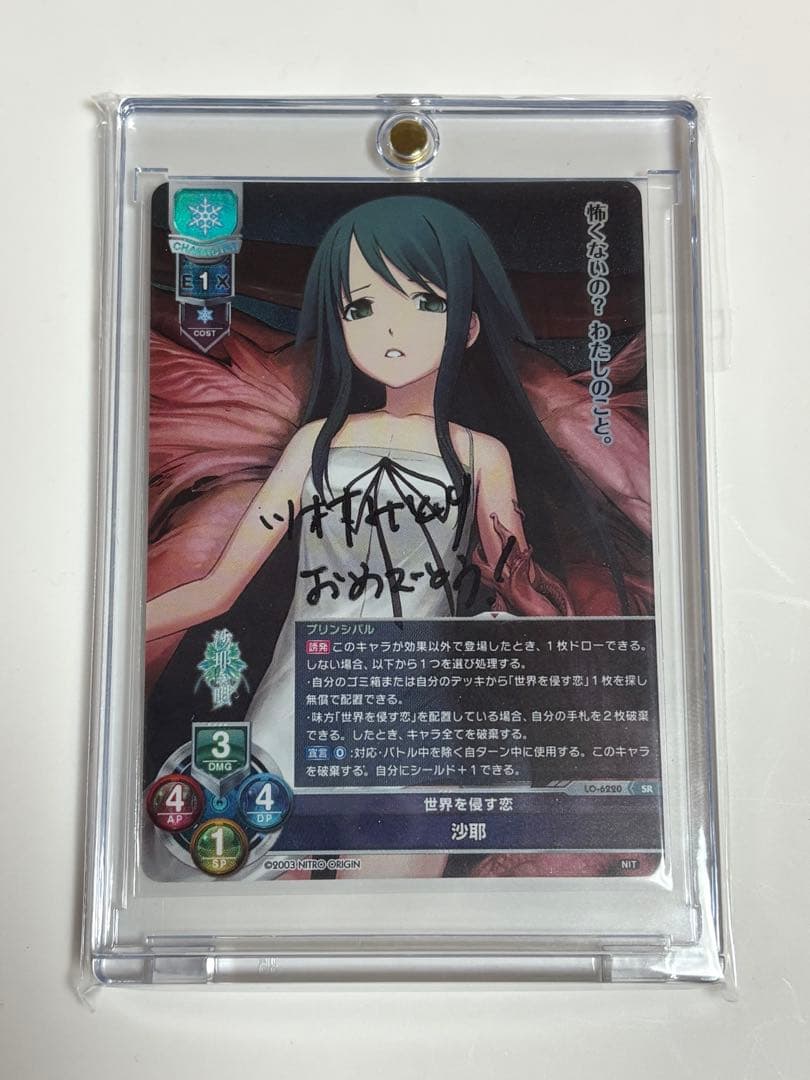 CHARACTER
EX 1
COST
怖くないの? わたしのこと。
おめでとう!
沙耶の唄
プリンシパル
誘発 このキャラが効果以外で登場したとき、1枚ドローできる。
しない場合、以下から1つを選び処理する。
・自分のゴミ箱または自分のデッキから「世界を侵す恋」1枚を探し
無償で配置できる。
・味方「世界を侵す恋」を配置している場合、自分の手札を2枚破棄
できる。したとき、キャラ全てを破棄する。
宣言 0:対応・バトル中を除く自ターン中に使用する。このキャラ
を破棄する。自分にシールド+1できる。
3
DMG
4
AP
4
DP
1
SP
LO-6220 SR
世界を侵す恋
沙耶
©2003 NITRO ORIGIN
NIT